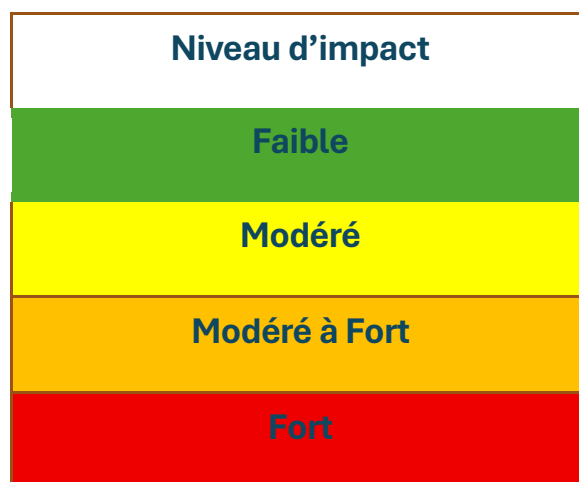 Niveau d’impact
Faible
Modéré
Modéré à Fort
Fort